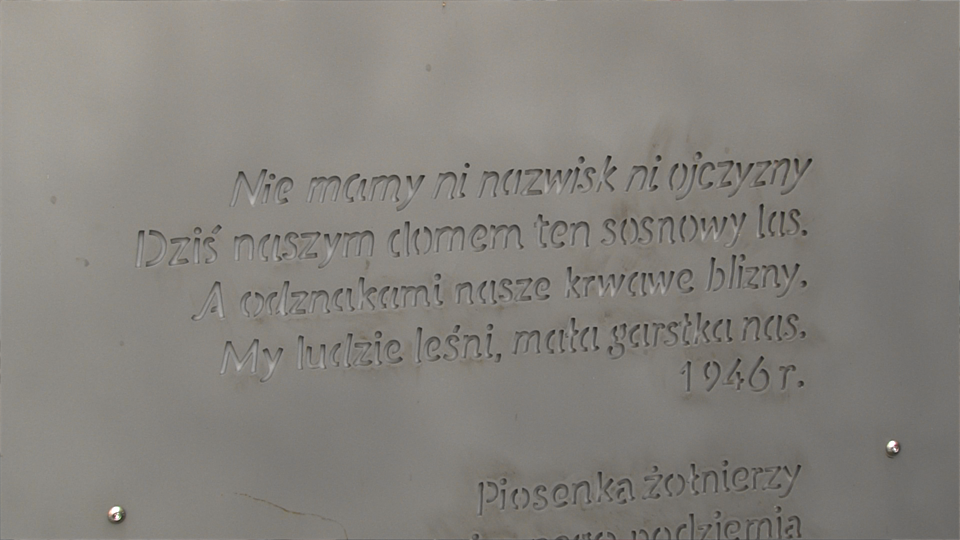 Nie mamy ni nazwisk ni ojczyzny
Dziś naszym domem ten sosnowy las.
A odznakami nasze krwawe blizny.
My ludzie leśni, mała garstka nas.
1946 r.
Piosenka żołnierzy
podziemia